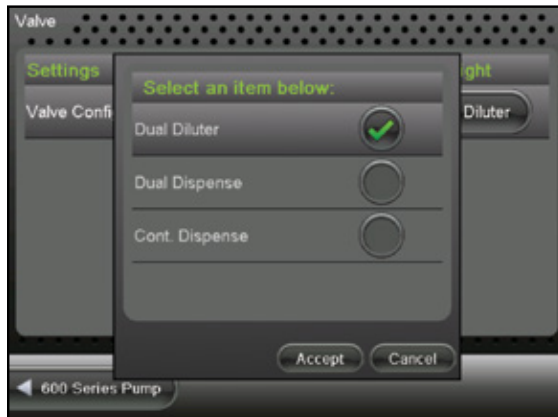 Valve
Settings
ight
Select an item below:
Valve Confi
Diluter
Dual Diluter
Dual Dispense
Cont. Dispense
Accept
Cancel
600 Series Pump